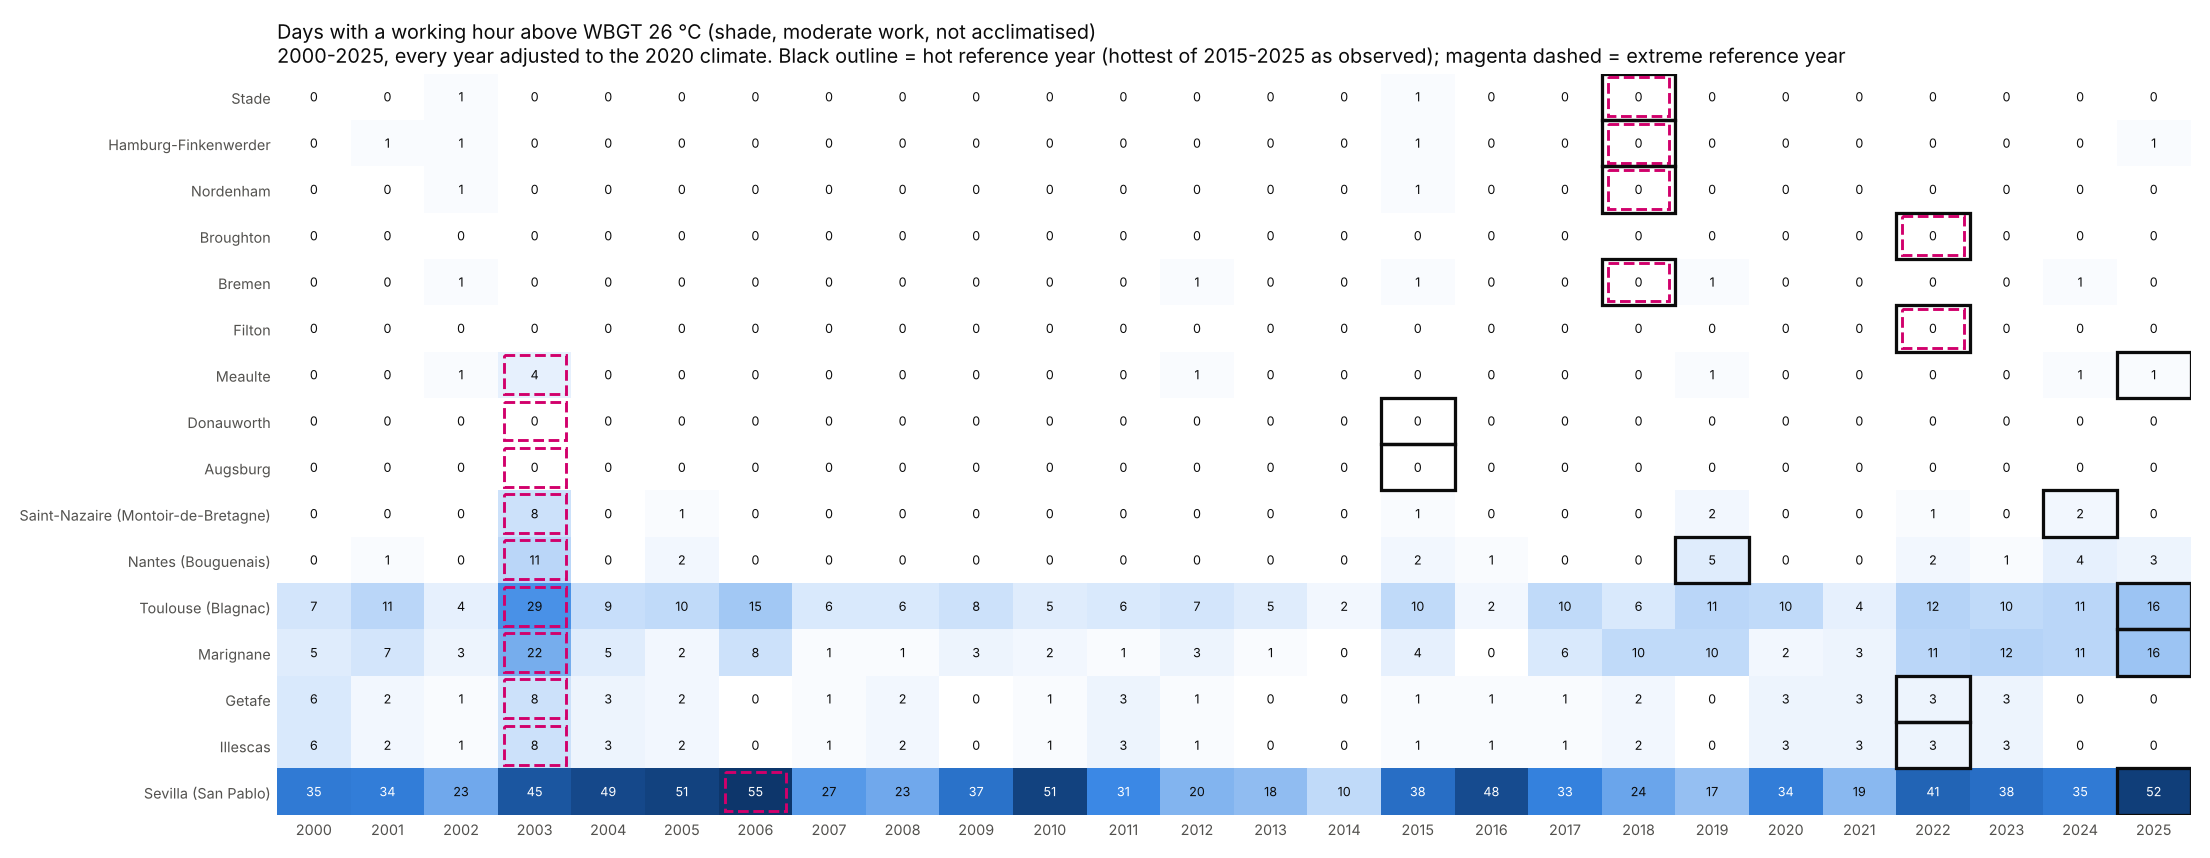 Days with a working hour above WBGT 26 °C (shade, moderate work, not acclimatised)
2000-2025, every year adjusted to the 2020 climate. Black outline = hot reference year (hottest of 2015-2025 as observed); magenta dashed = extreme reference year
Stade 0 0 1 0 0 0 0 0 0 0 0 0 0 0 0 1 0 0 0 0 0 0 0 0 0 0
Hamburg-Finkenwerder 0 1 1 0 0 0 0 0 0 0 0 0 0 0 0 1 0 0 0 0 0 0 0 0 0 1
Nordenham 0 0 1 0 0 0 0 0 0 0 0 0 0 0 0 1 0 0 0 0 0 0 0 0 0 0
Broughton 0 0 0 0 0 0 0 0 0 0 0 0 0 0 0 0 0 0 0 0 0 0 0 0 0 0
Bremen 0 0 1 0 0 0 0 0 0 0 0 0 1 0 0 1 0 0 0 1 0 0 0 0 1 0
Filton 0 0 0 0 0 0 0 0 0 0 0 0 0 0 0 0 0 0 0 0 0 0 0 0 0 0
Meaulte 0 0 1 4 0 0 0 0 0 0 0 0 1 0 0 0 0 0 0 1 0 0 0 0 1 1
Donauworth 0 0 0 0 0 0 0 0 0 0 0 0 0 0 0 0 0 0 0 0 0 0 0 0 0 0
Augsburg 0 0 0 0 0 0 0 0 0 0 0 0 0 0 0 0 0 0 0 0 0 0 0 0 0 0
Saint-Nazaire (Montoir-de-Bretagne) 0 0 0 8 0 1 0 0 0 0 0 0 0 0 0 1 0 0 0 2 0 0 1 0 2 0
Nantes (Bouguenais) 0 1 0 11 0 2 0 0 0 0 0 0 0 0 0 2 1 0 0 5 0 0 2 1 4 3
Toulouse (Blagnac) 7 11 4 29 9 10 15 6 6 8 5 6 7 5 2 10 2 10 6 11 10 4 12 10 11 16
Marignane 5 7 3 22 5 2 8 1 1 3 2 1 3 1 0 4 0 6 10 10 2 3 11 12 11 16
Getafe 6 2 1 8 3 2 0 1 2 0 1 3 1 0 0 1 1 1 2 0 3 3 3 3 0 0
Illescas 6 2 1 8 3 2 0 1 2 0 1 3 1 0 0 1 1 1 2 0 3 3 3 3 0 0
Sevilla (San Pablo) 35 34 23 45 49 51 55 27 23 37 51 31 20 18 10 38 48 33 24 17 34 19 41 38 35 52
2000 2001 2002 2003 2004 2005 2006 2007 2008 2009 2010 2011 2012 2013 2014 2015 2016 2017 2018 2019 2020 2021 2022 2023 2024 2025